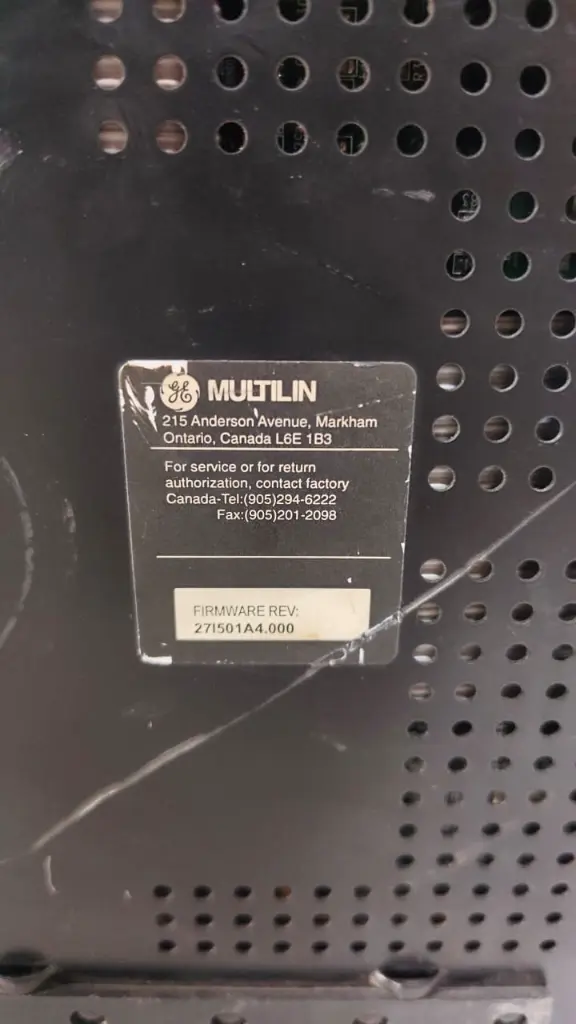 GE MULTILIN
215 Anderson Avenue, Markham
Ontario, Canada L6E 1B3
For service or for return
authorization, contact factory
Canada-Tel:(905)294-6222
Fax:(905)201-2098
FIRMWARE REV:
27I501A4.000